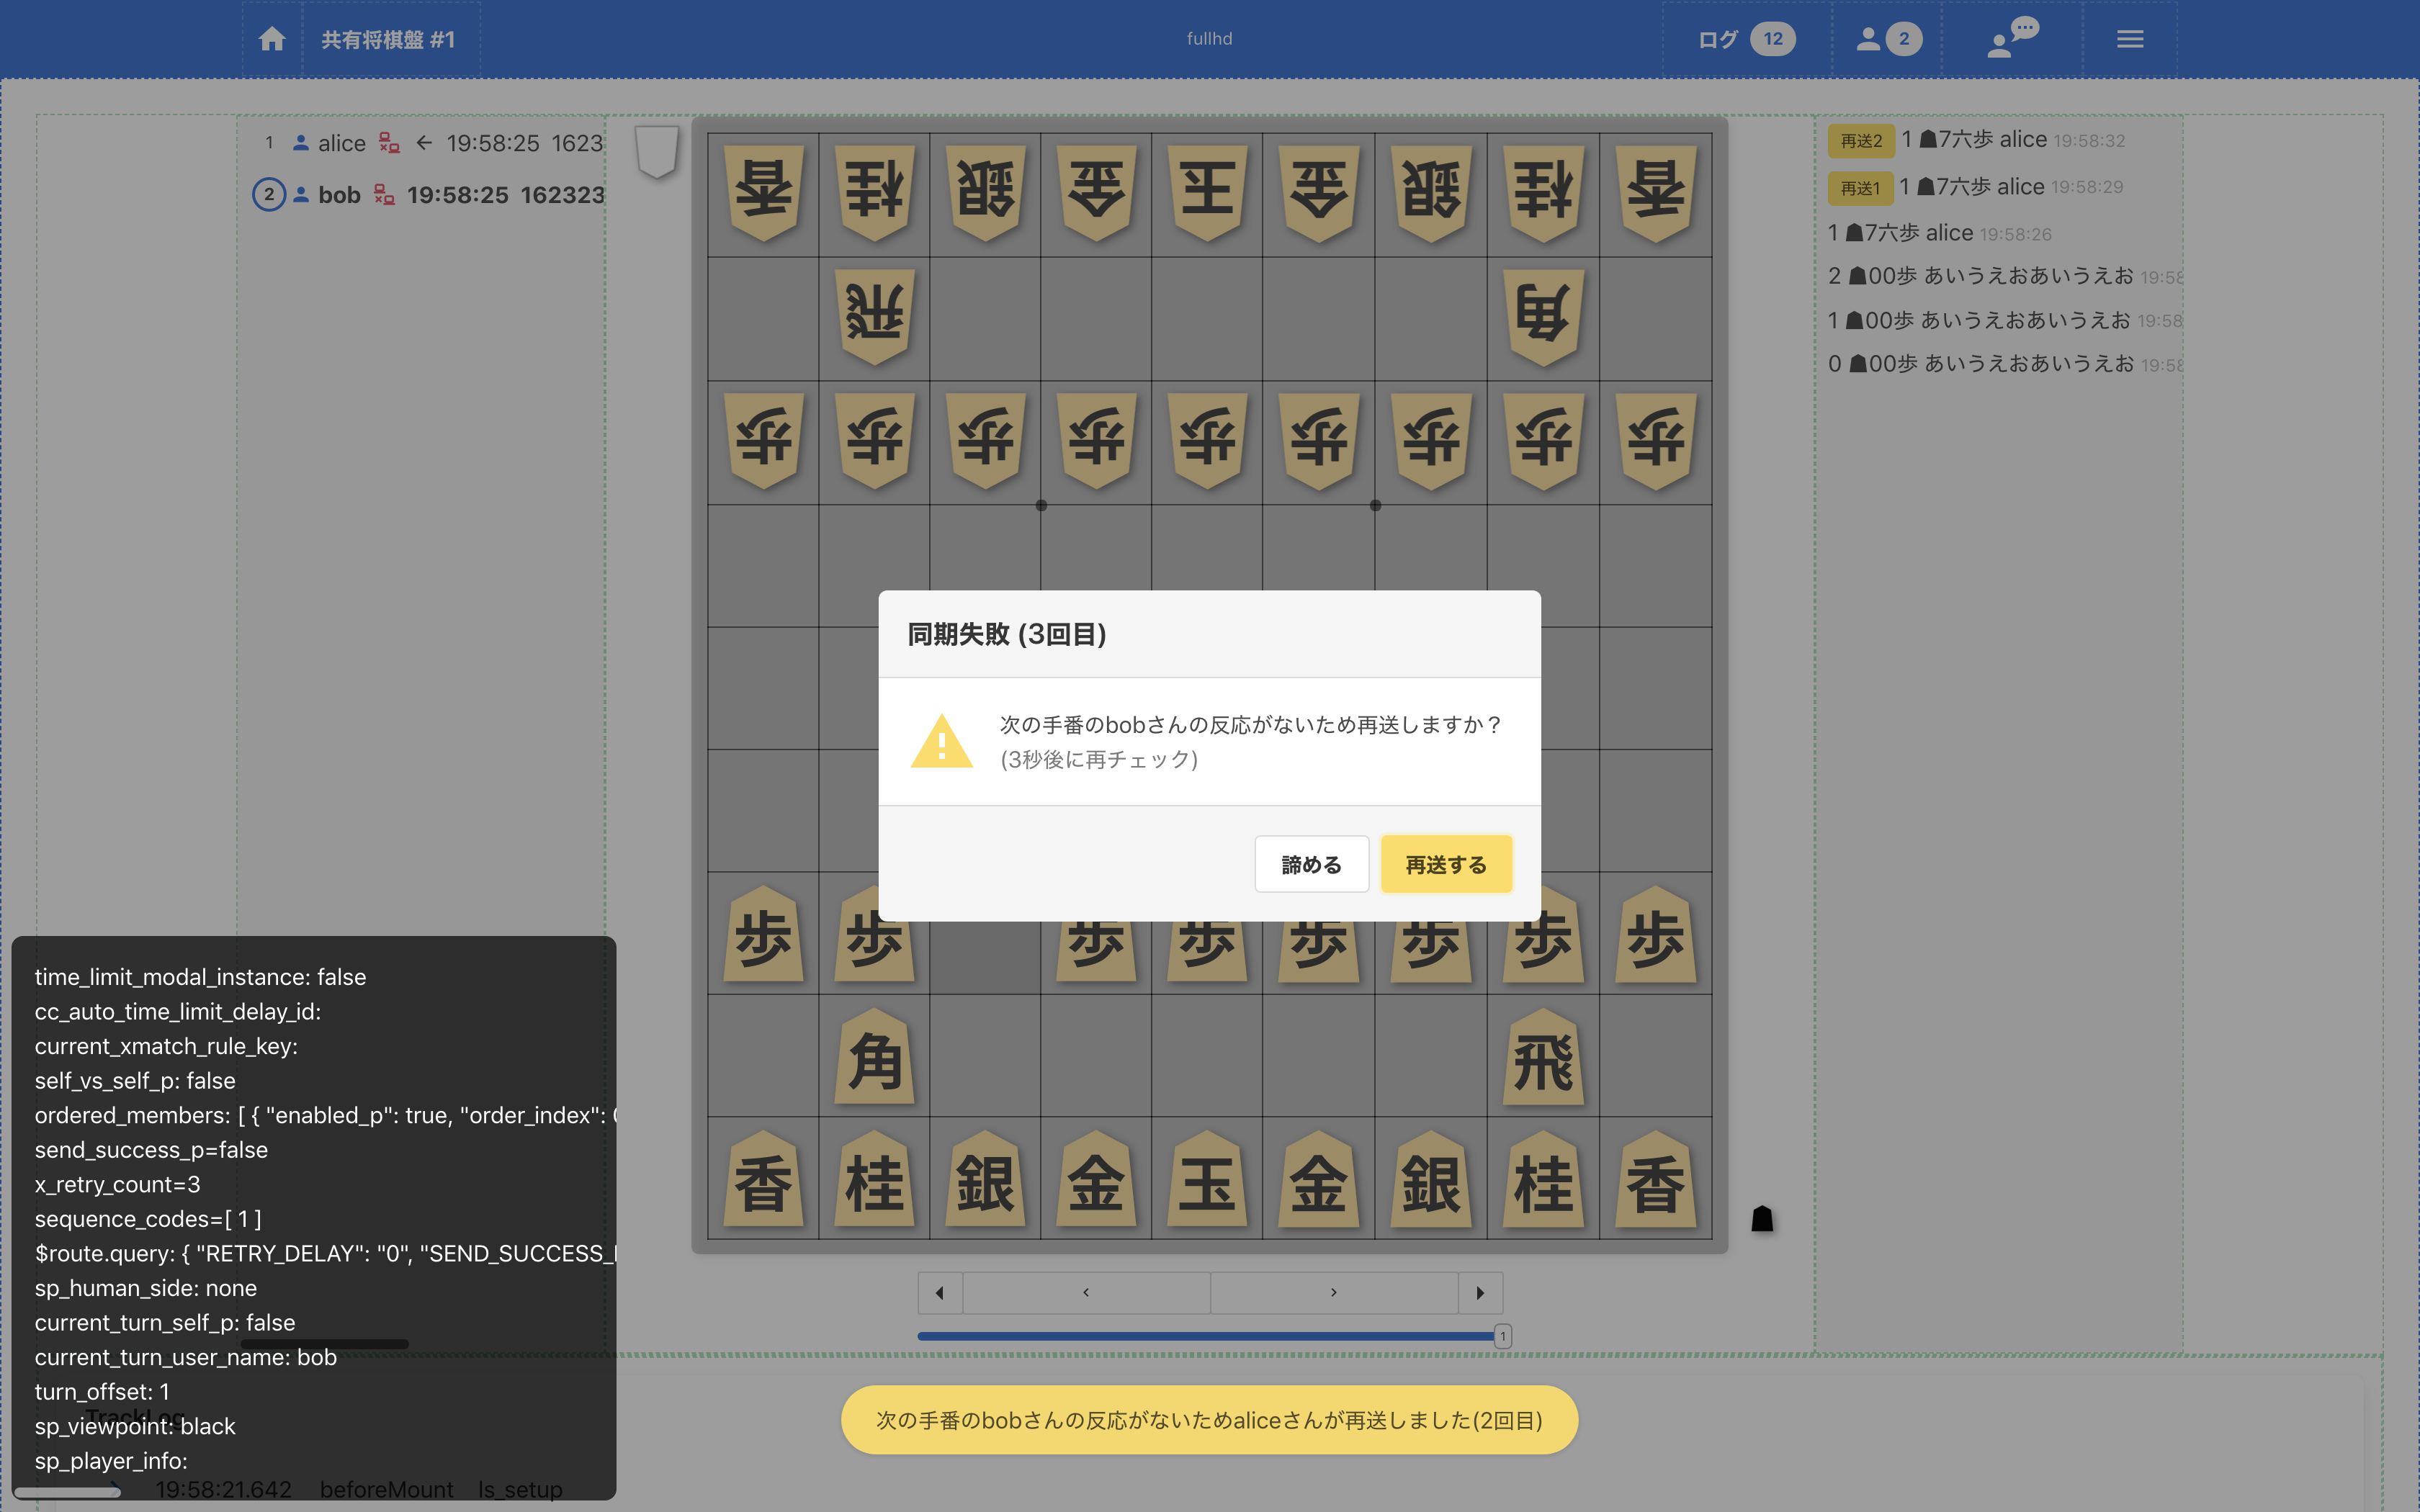 共有将棋盤 #1
fullhd
ログ 12
2
1 alice ← 19:58:25 1623
2 bob 19:58:25 162323
再送2 1 ☗7六歩 alice 19:58:32
再送1 1 ☗7六歩 alice 19:58:29
1 ☗7六歩 alice 19:58:26
2 ☗00歩 あいうえおあいうえお 19:58
1 ☗00歩 あいうえおあいうえお 19:58
0 ☗00歩 あいうえおあいうえお 19:58
香 桂 銀 金 玉 金 銀 桂 香
飛 角
歩 歩 歩 歩 歩 歩 歩 歩 歩
同期失敗 (3回目)
次の手番のbobさんの反応がないため再送しますか？
(3秒後に再チェック)
諦める 再送する
歩 歩 歩 歩 歩 歩 歩 歩
角 飛
香 桂 銀 金 玉 金 銀 桂 香
1
次の手番のbobさんの反応がないためaliceさんが再送しました(2回目)
time_limit_modal_instance: false
cc_auto_time_limit_delay_id:
current_xmatch_rule_key:
self_vs_self_p: false
ordered_members: [ { "enabled_p": true, "order_index":
send_success_p=false
x_retry_count=3
sequence_codes=[ 1 ]
$route.query: { "RETRY_DELAY": "0", "SEND_SUCCESS_
sp_human_side: none
current_turn_self_p: false
current_turn_user_name: bob
turn_offset: 1
TrackLog
sp_viewpoint: black
sp_player_info:
19:58:21.642 beforeMount ls_setup